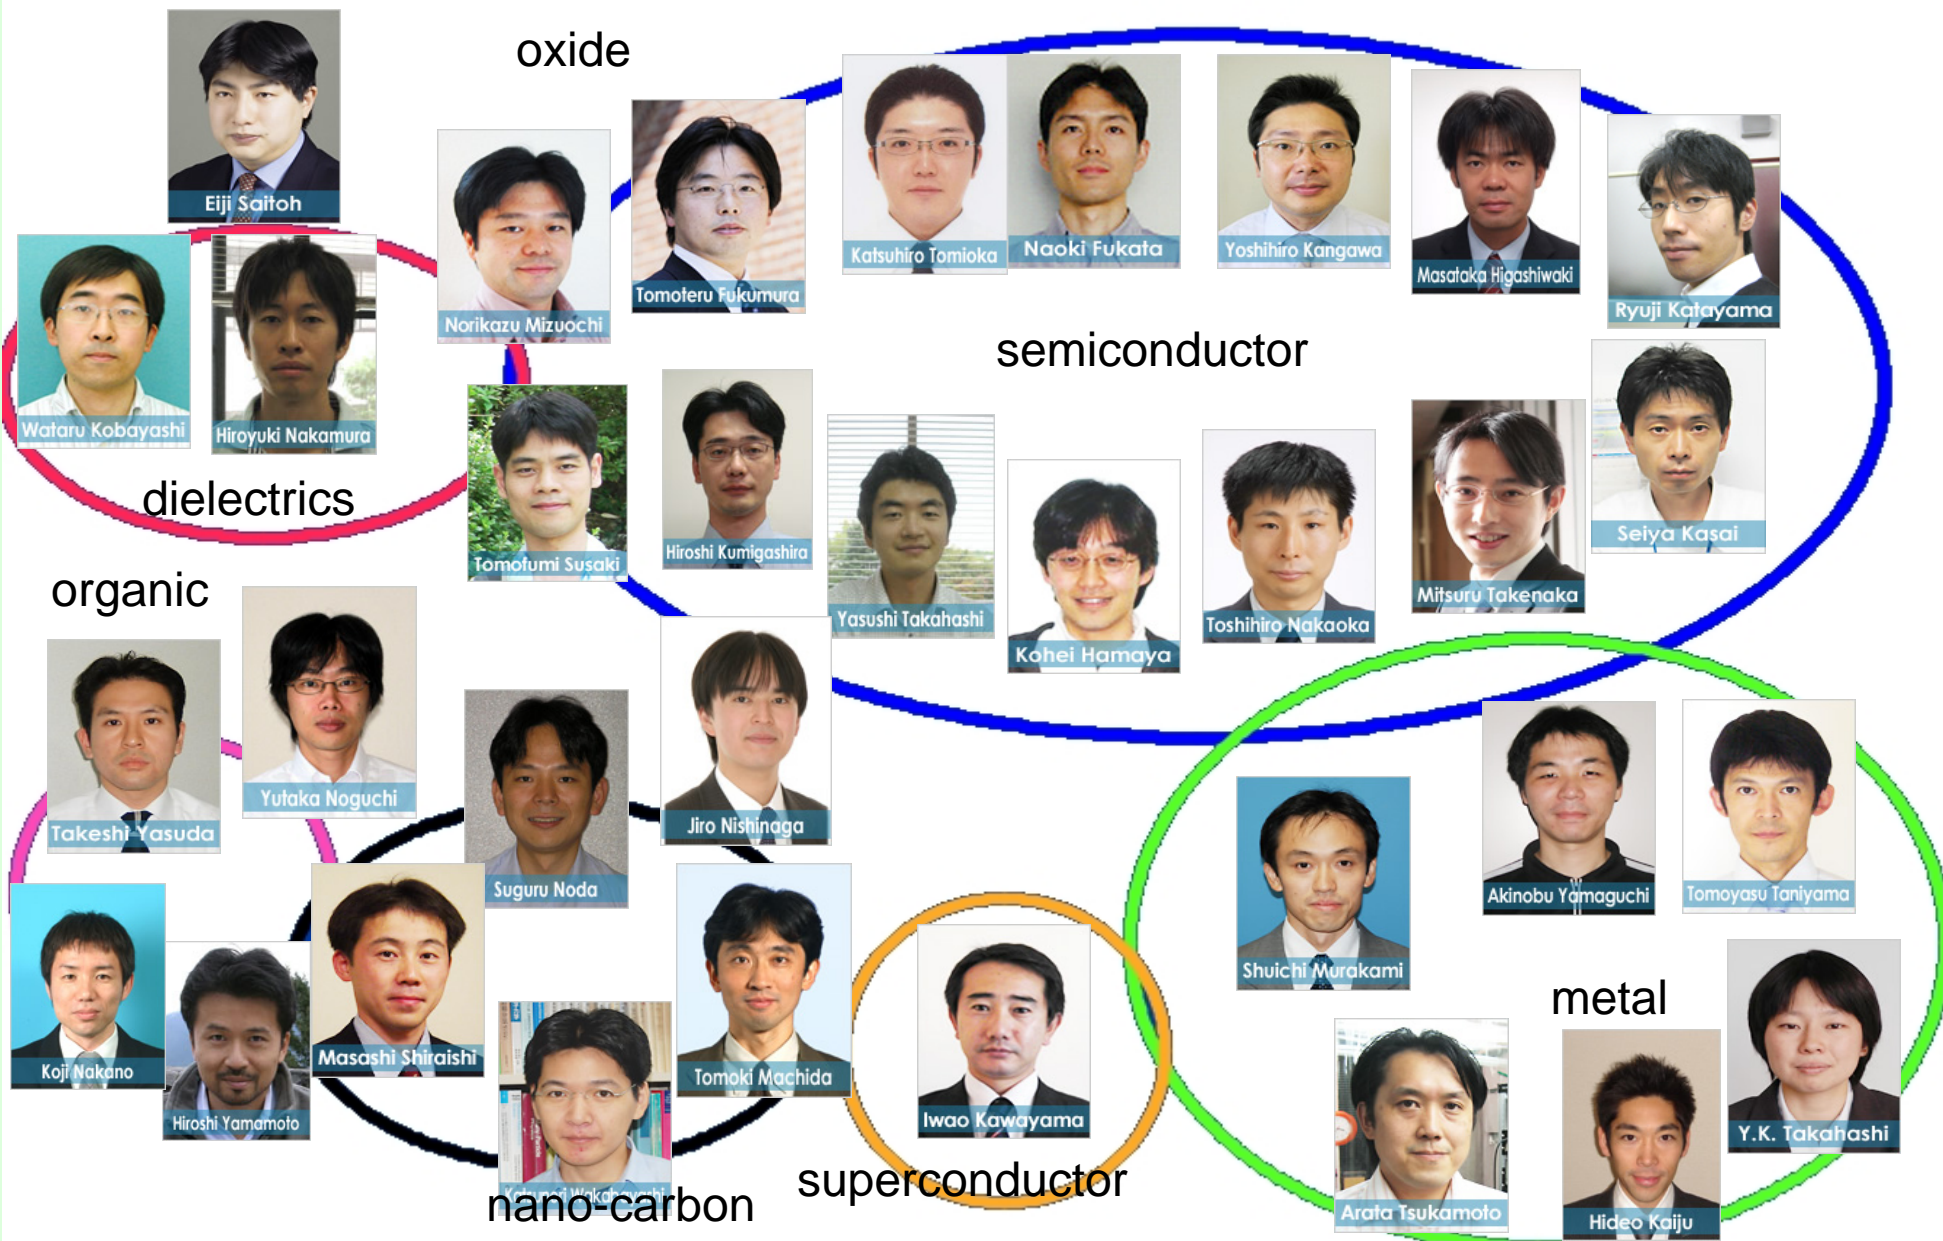 oxide
Eiji Saitoh
Katsuhiro Tomioka
Naoki Fukata
Yoshihiro Kangawa
Masataka Higashiwaki
Ryuji Katayama
Norikazu Mizuochi
Tomoteru Fukumura
Wataru Kobayashi
Hiroyuki Nakamura
semiconductor
dielectrics
Tomofumi Susaki
Hiroshi Kumigashira
Yasushi Takahashi
Kohei Hamaya
Toshihiro Nakaoka
Mitsuru Takenaka
Seiya Kasai
organic
Takeshi Yasuda
Yutaka Noguchi
Suguru Noda
Jiro Nishinaga
Shuichi Murakami
Akinobu Yamaguchi
Tomoyasu Taniyama
Koji Nakano
Hiroshi Yamamoto
Masashi Shiraishi
Tomoki Machida
Iwao Kawayama
metal
Y.K. Takahashi
Katsunori Wakabayashi
nano-carbon
superconductor
Arata Tsukamoto
Hideo Kaiju